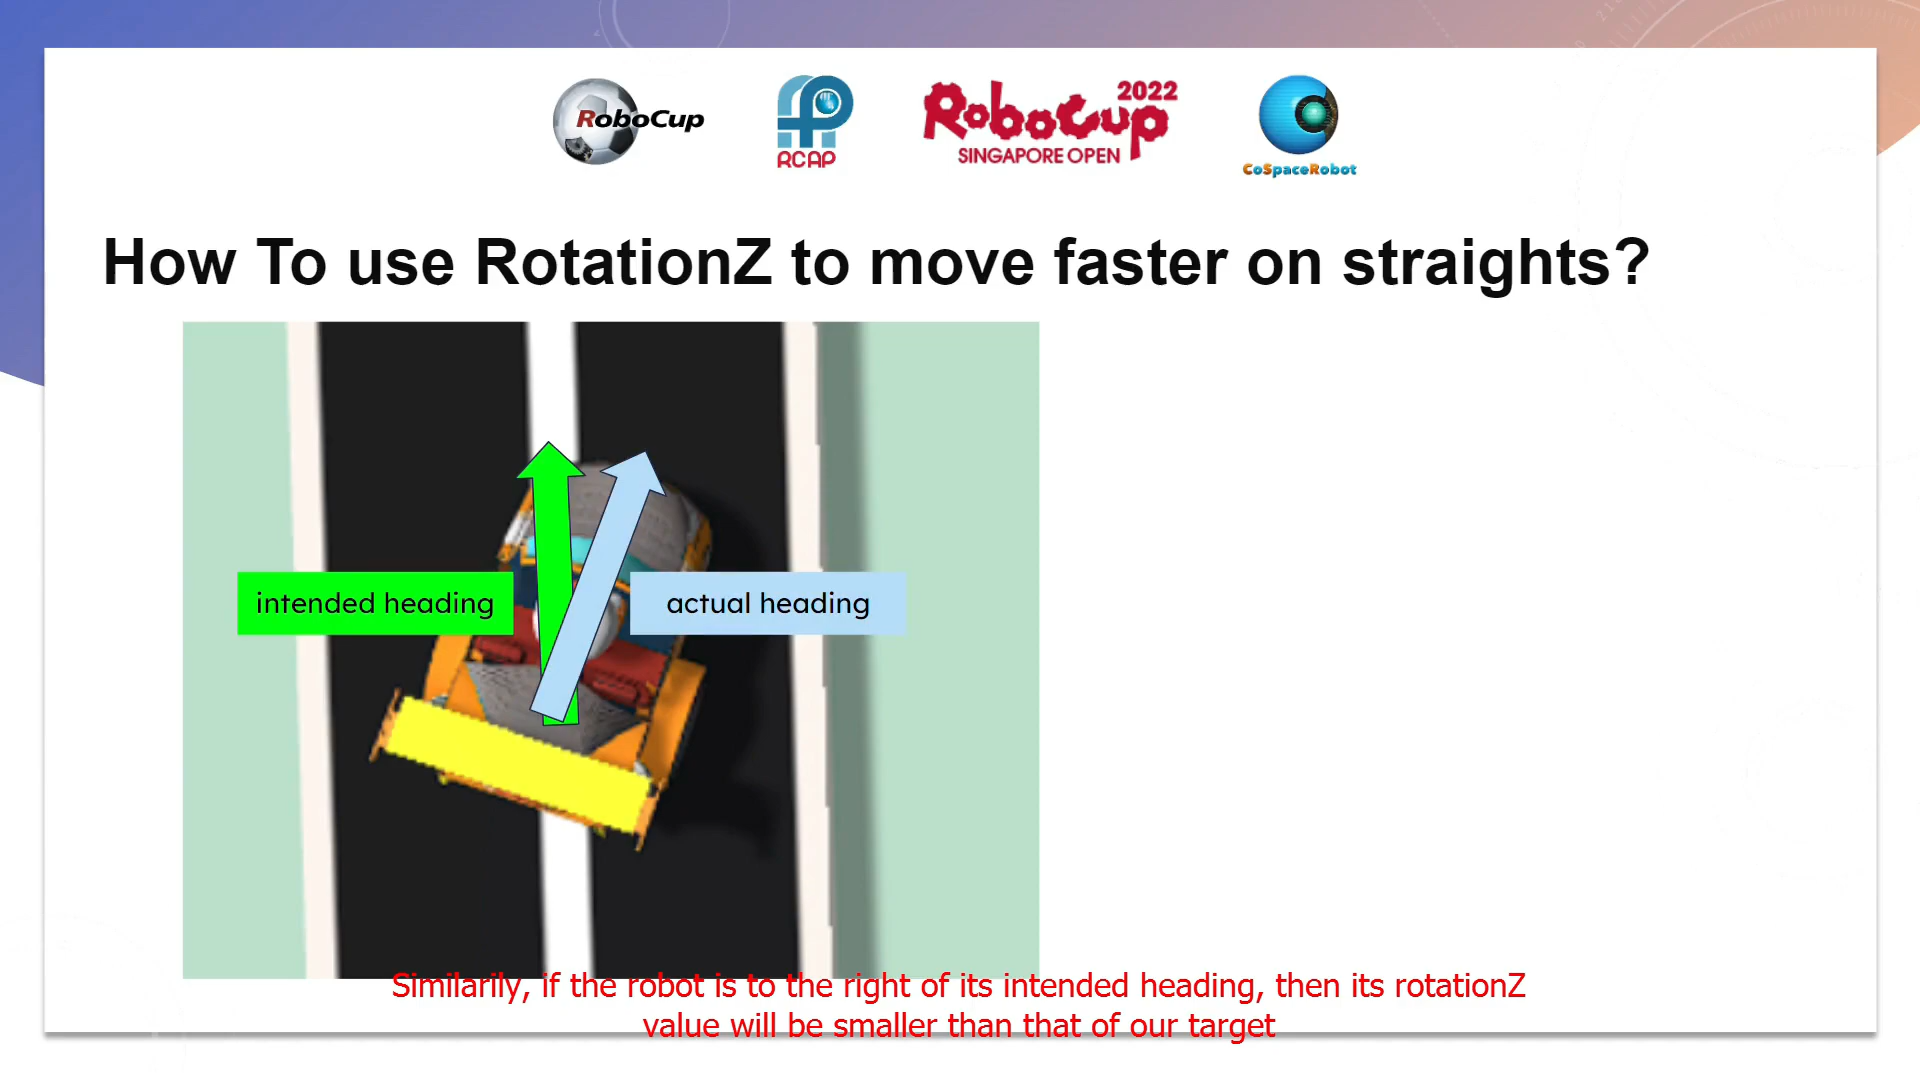 RoboCup
RCAP
RoboCup 2022
SINGAPORE OPEN
CoSpaceRobot
How To use RotationZ to move faster on straights?
intended heading
actual heading
Similarily, if the robot is to the right of its intended heading, then its rotationZ
value will be smaller than that of our target